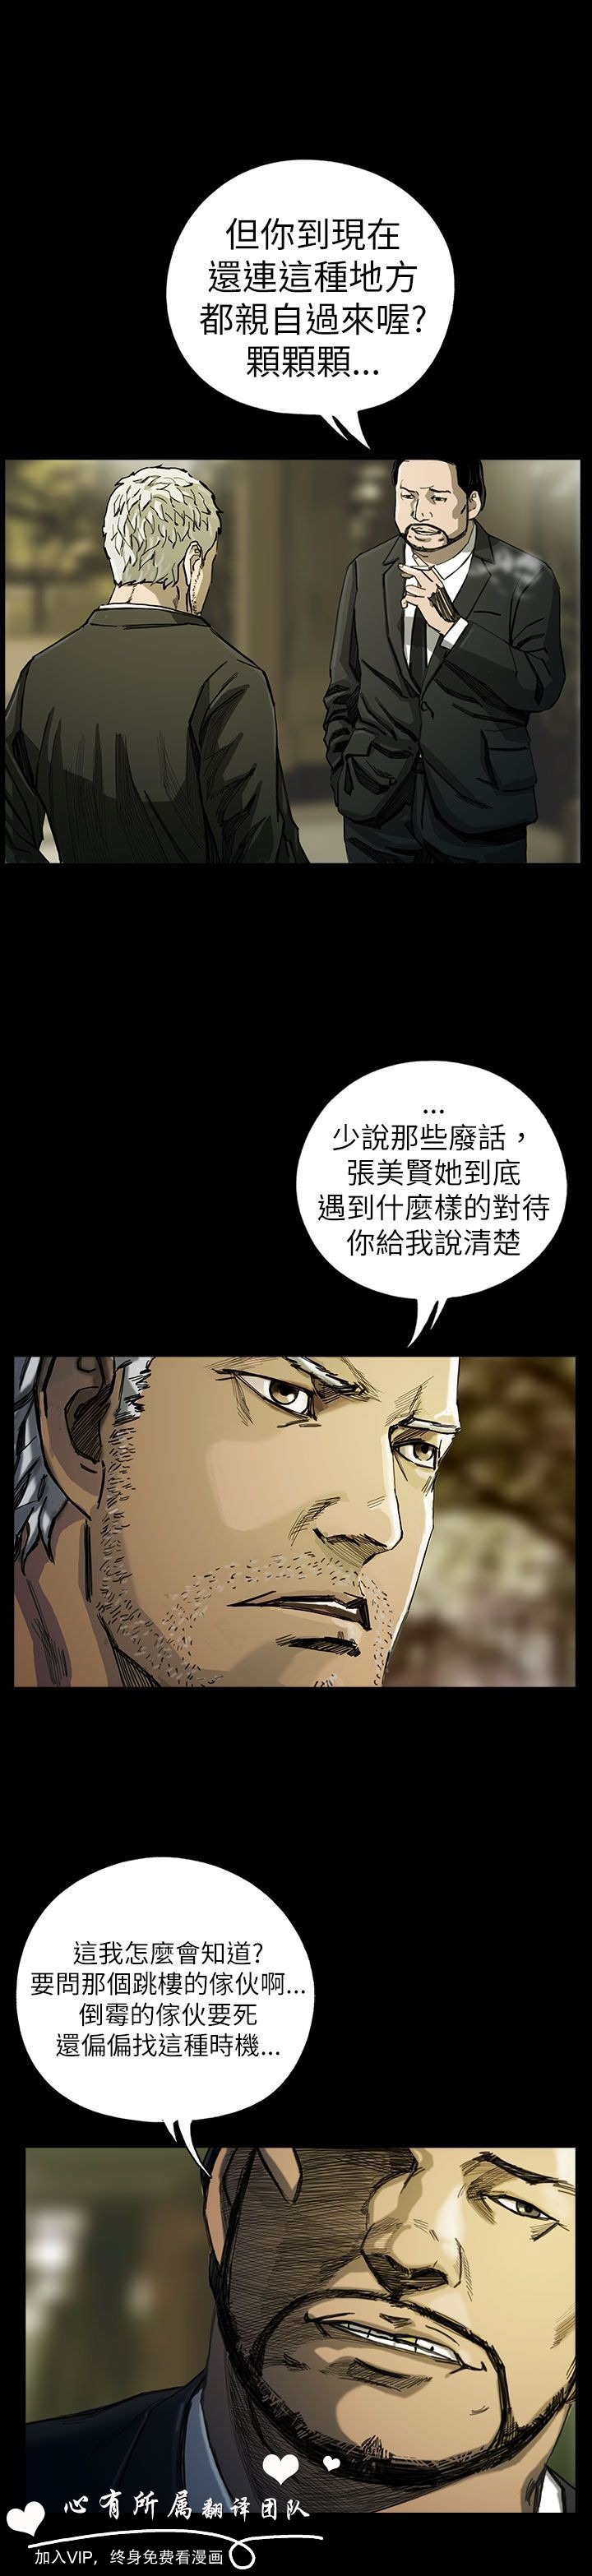 但你到現在
還連這種地方
都親自過來喔?
顆顆顆...
...
少說那些廢話，
張美賢她到底
遇到什麼樣的對待
你給我說清楚
這我怎麼會知道?
要問那個跳樓的傢伙啊...
倒霉的傢伙要死
還偏偏找這種時機...
心有所属翻译团队
加入VIP，终身免费看漫画